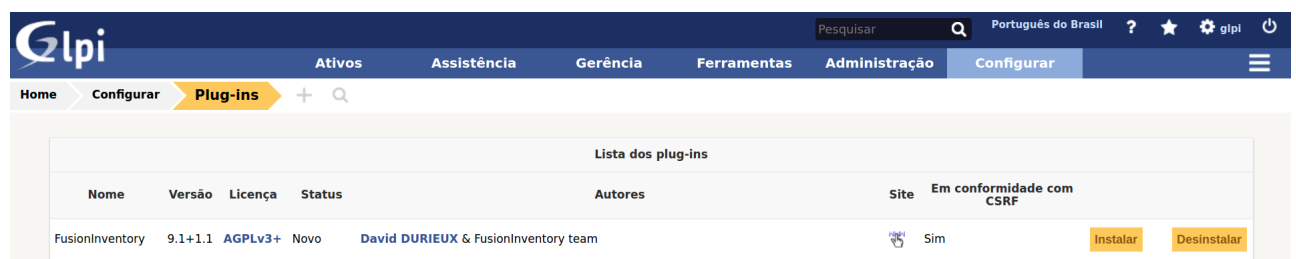 Glpi
Pesquisar
Português do Brasil ? glpi
Ativos Assistência Gerência Ferramentas Administração Configurar
Home Configurar Plug-ins
Lista dos plug-ins
Nome Versão Licença Status Autores Site Em conformidade com CSRF
FusionInventory 9.1+1.1 AGPLv3+ Novo David DURIEUX & FusionInventory team Sim Instalar Desinstalar